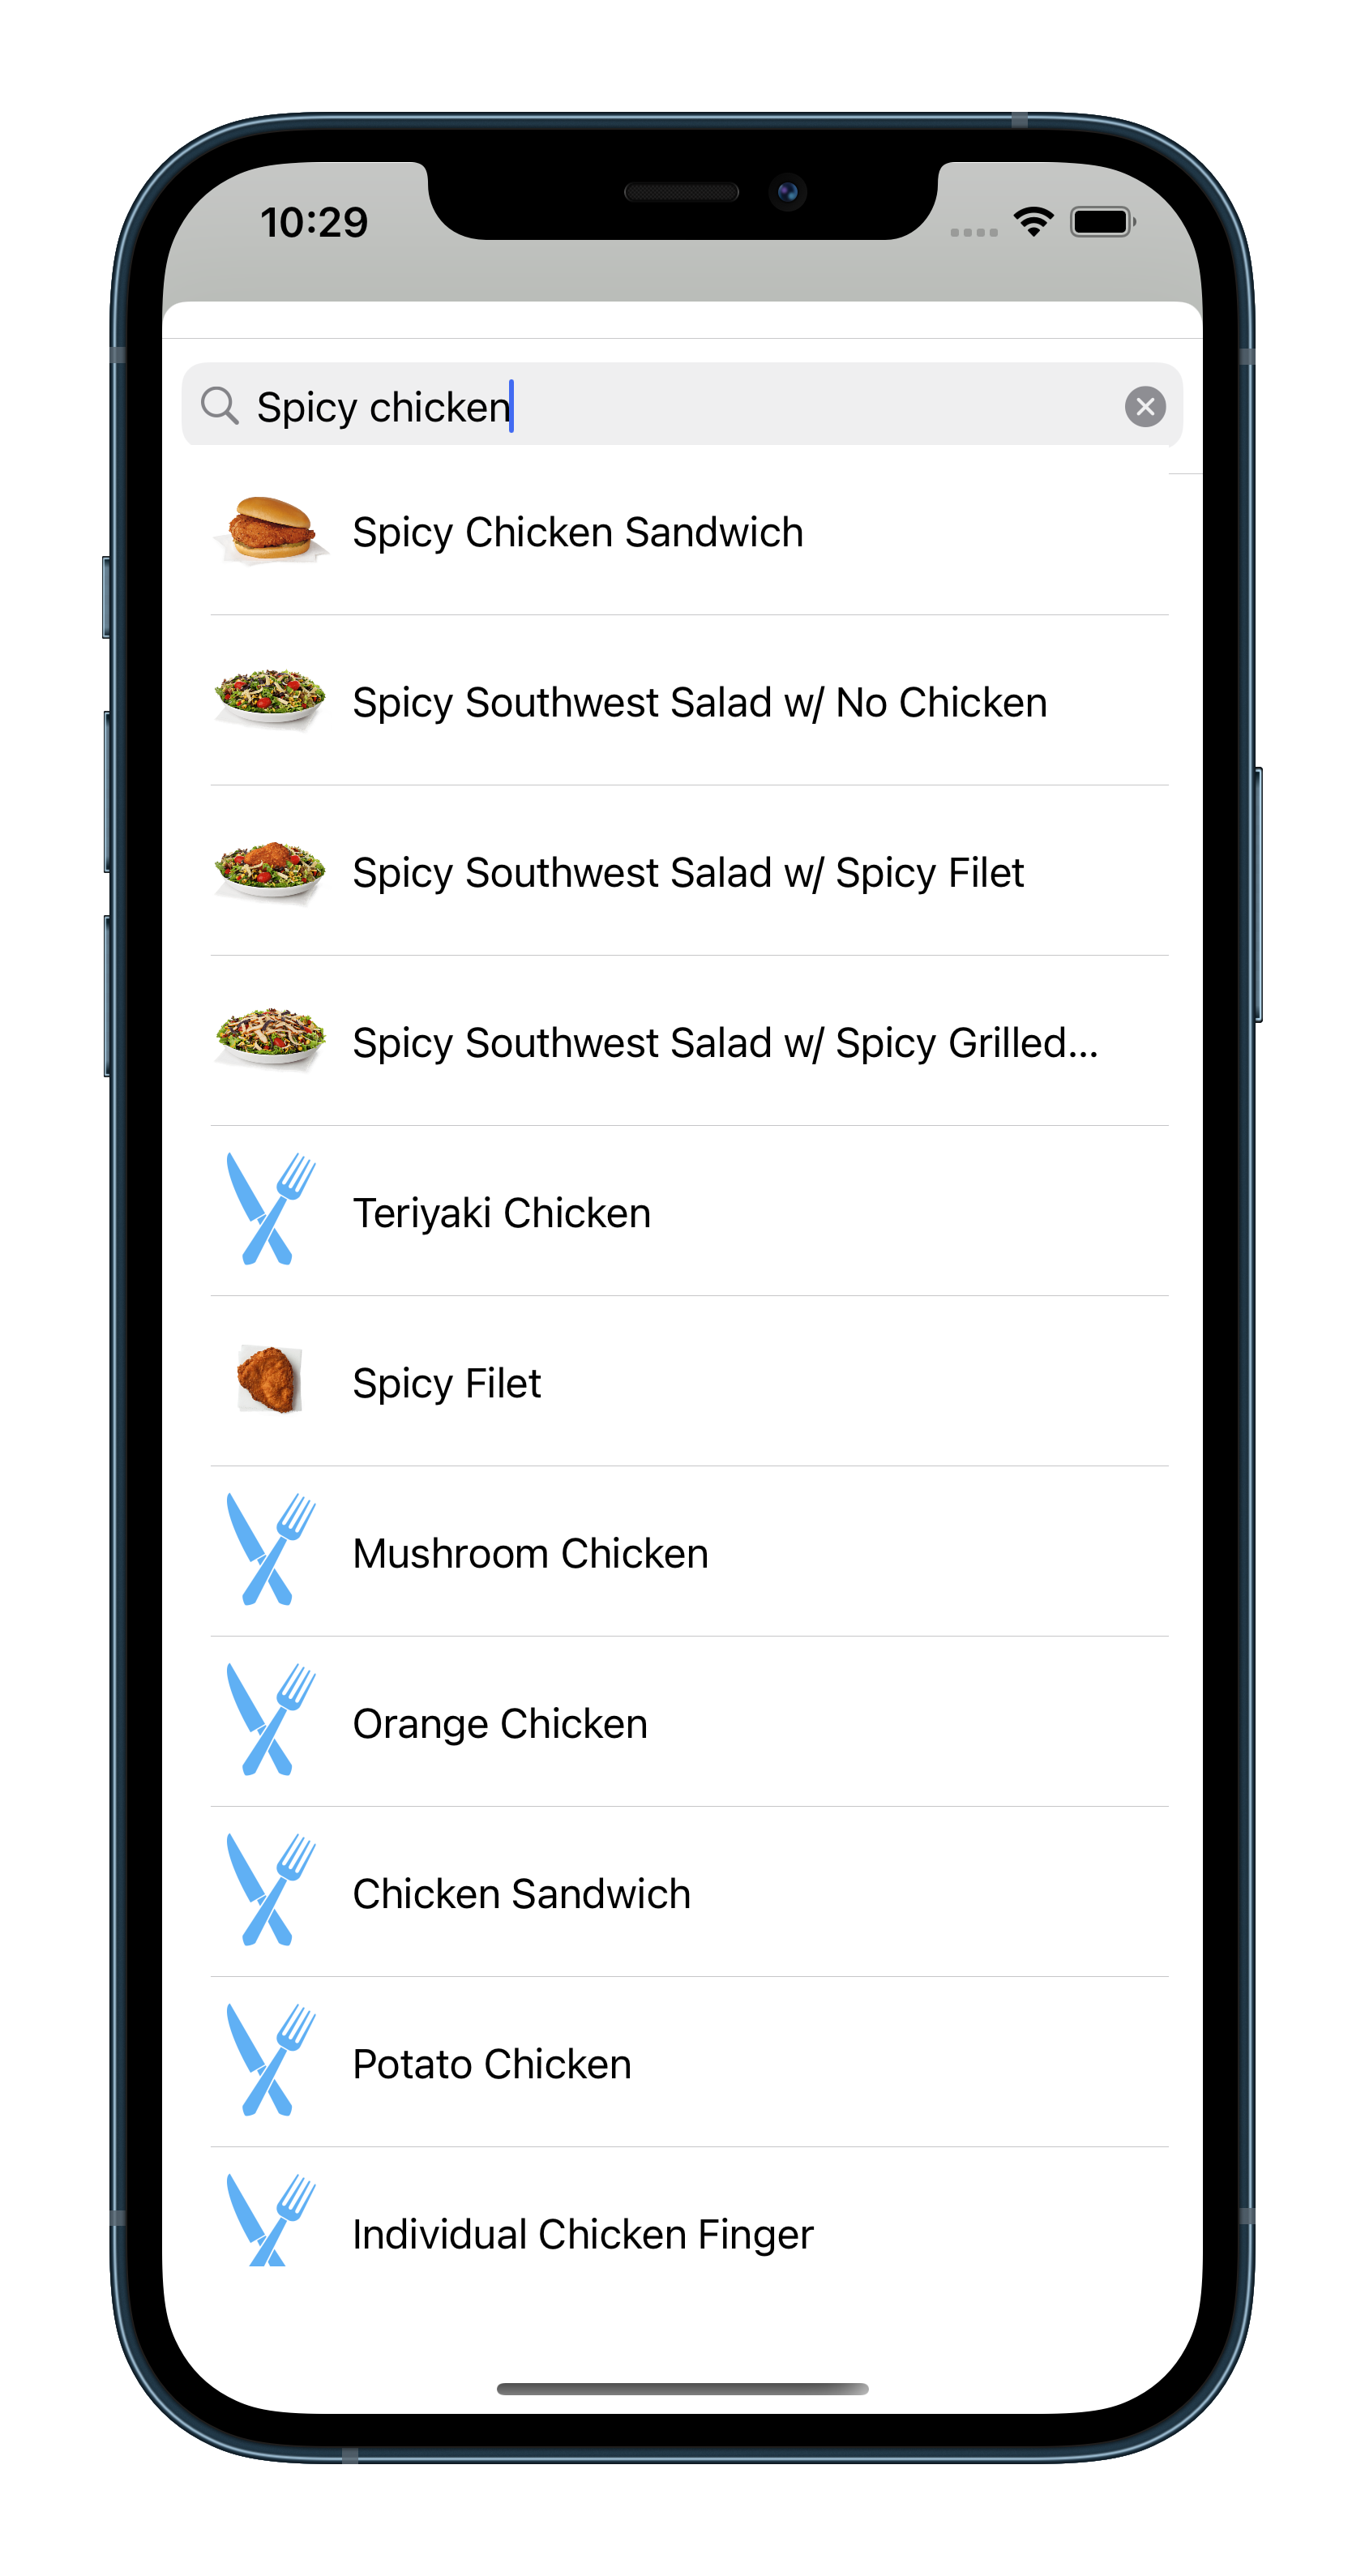 10:29
Spicy chicken
Spicy Chicken Sandwich
Spicy Southwest Salad w/ No Chicken
Spicy Southwest Salad w/ Spicy Filet
Spicy Southwest Salad w/ Spicy Grilled...
Teriyaki Chicken
Spicy Filet
Mushroom Chicken
Orange Chicken
Chicken Sandwich
Potato Chicken
Individual Chicken Finger